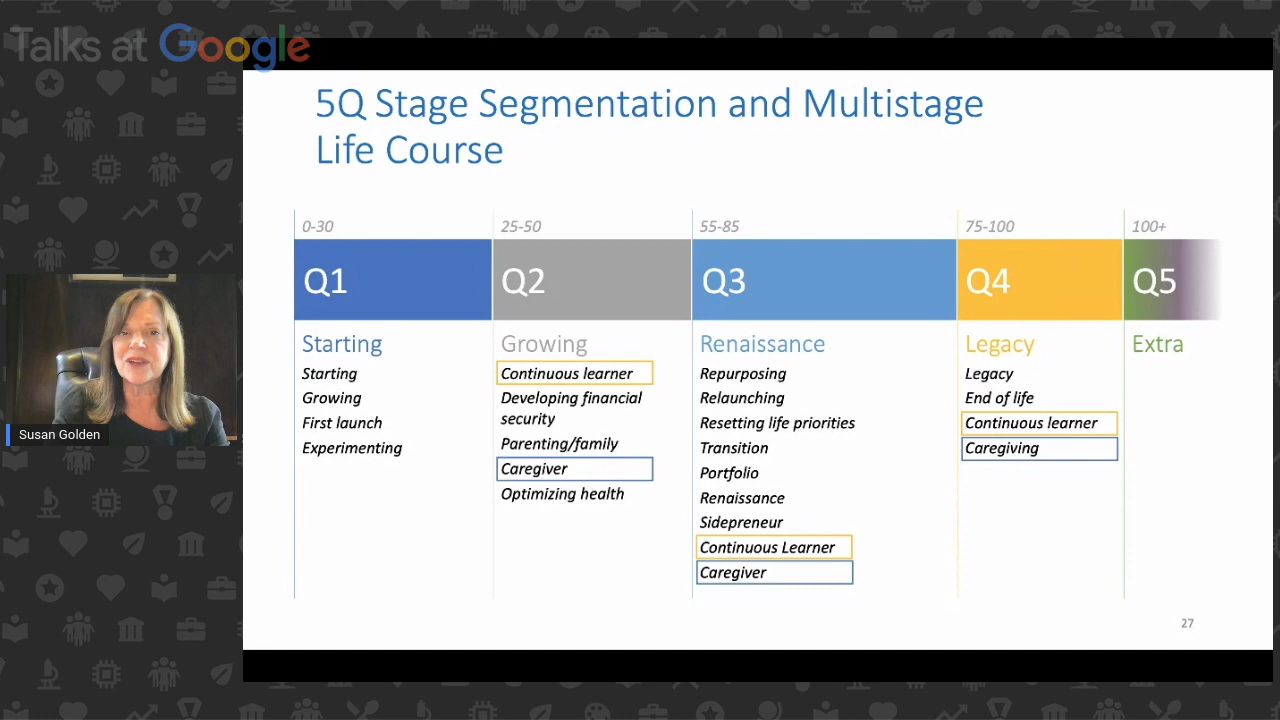 Talks at Google
5Q Stage Segmentation and Multistage
Life Course
0-30
25-50
55-85
75-100
100+
Q1
Q2
Q3
Q4
Q5
Starting
Starting
Growing
First launch
Experimenting
Growing
Continuous learner
Developing financial
security
Parenting/family
Caregiver
Optimizing health
Renaissance
Repurposing
Relaunching
Resetting life priorities
Transition
Portfolio
Renaissance
Sidepreneur
Continuous Learner
Caregiver
Legacy
Legacy
End of life
Continuous learner
Caregiving
Extra
Susan Golden
27